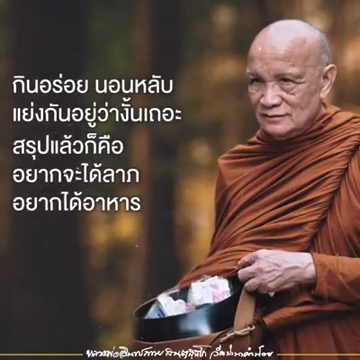 กินอร่อย นอนหลับ
แย่งกันอยู่ว่างั้นเถอะ
สรุปแล้วก็คือ
อยากจะได้ลาภ
อยากได้อาหาร